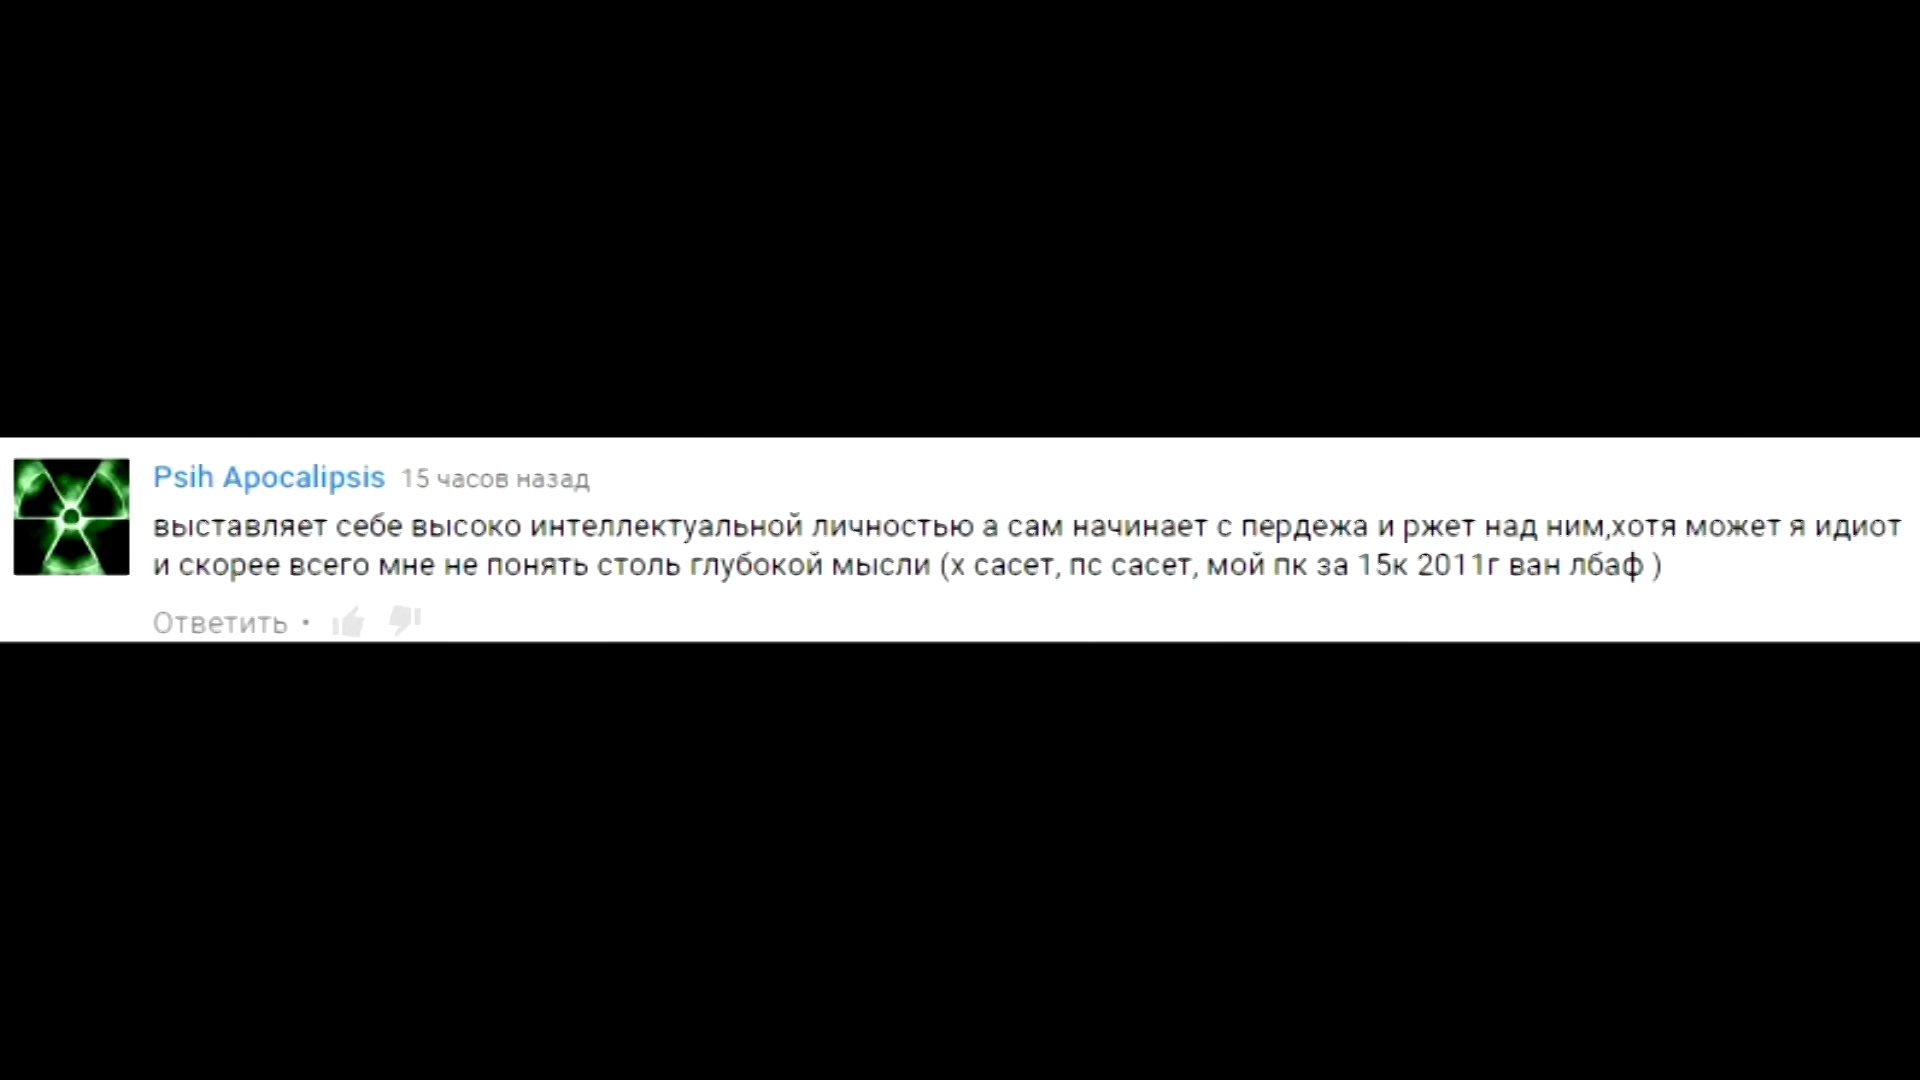 Psih Apocalipsis 15 часов назад
выставляет себе высоко интеллектуальной личностью а сам начинает с пердежа и ржет над ним,хотя может я идиот
и скорее всего мне не понять столь глубокой мысли (х сасет, пс сасет, мой пк за 15к 2011г ван лбаф )
Ответить •